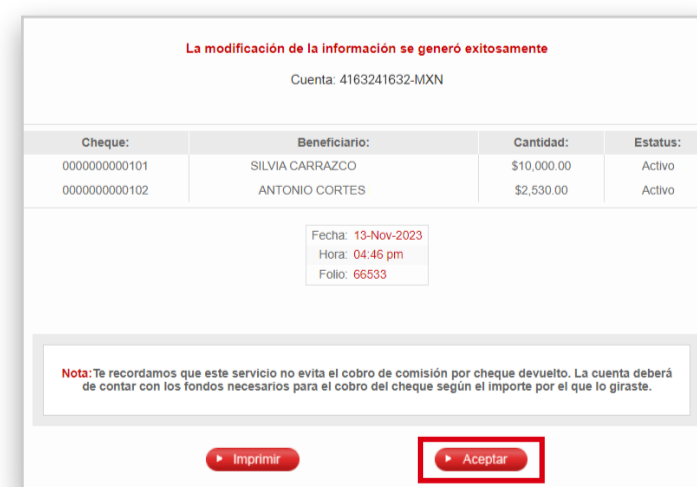 La modificación de la información se generó exitosamente
Cuenta: 4163241632-MXN
Cheque: Beneficiario: Cantidad: Estatus:
0000000000101 SILVIA CARRAZCO $10,000.00 Activo
0000000000102 ANTONIO CORTES $2,530.00 Activo
Fecha: 13-Nov-2023
Hora: 04:46 pm
Folio: 66533
Nota:Te recordamos que este servicio no evita el cobro de comisión por cheque devuelto. La cuenta deberá
de contar con los fondos necesarios para el cobro del cheque según el importe por el que lo giraste.
Imprimir Aceptar